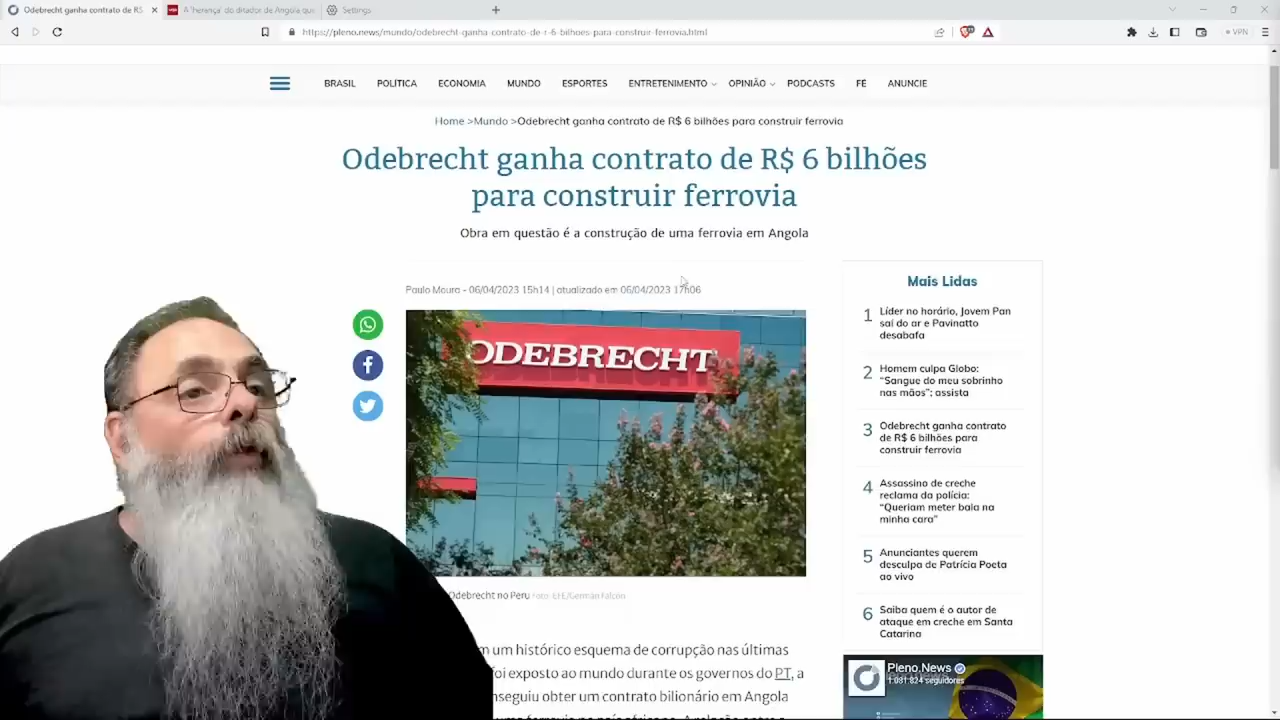 Odebrecht ganha contrato de R$
A 'herança' do ditador de Angola que
Settings
https://pleno.news/mundo/odebrecht-ganha-contrato-de-r-6-bilhoes-para-construir-ferrovia.html
VPN
BRASIL POLÍTICA ECONOMIA MUNDO ESPORTES ENTRETENIMENTO OPINIÃO PODCASTS FÉ ANUNCIE
Home >Mundo >Odebrecht ganha contrato de R$ 6 bilhões para construir ferrovia
Odebrecht ganha contrato de R$ 6 bilhões
para construir ferrovia
Obra em questão é a construção de uma ferrovia em Angola
Paulo Moura - 06/04/2023 15h14 | atualizado em 06/04/2023 17h06
ODEBRECHT
Odebrecht no Peru Foto: EFE/Germán Falcon
m um histórico esquema de corrupção nas últimas
foi exposto ao mundo durante os governos do PT, a
nseguiu obter um contrato bilionário em Angola
Mais Lidas
1 Líder no horário, Jovem Pan
sai do ar e Pavinatto
desabafa
2 Homem culpa Globo:
“Sangue do meu sobrinho
nas mãos”; assista
3 Odebrecht ganha contrato
de R$ 6 bilhões para
construir ferrovia
4 Assassino de creche
reclama da polícia:
“Queriam meter bala na
minha cara”
5 Anunciantes querem
desculpa de Patrícia Poeta
ao vivo
6 Saiba quem é o autor de
ataque em creche em Santa
Catarina
Pleno.News
1.081.824 seguidores